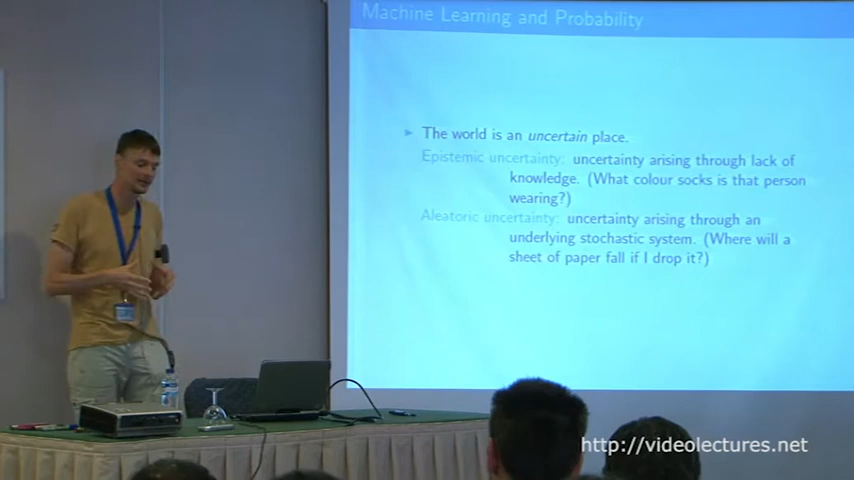 Machine Learning and Probability
The world is an uncertain place.
Epistemic uncertainty: uncertainty arising through lack of
knowledge. (What colour socks is that person
wearing?)
Aleatoric uncertainty: uncertainty arising through an
underlying stochastic system. (Where will a
sheet of paper fall if I drop it?)
http://videolectures.net